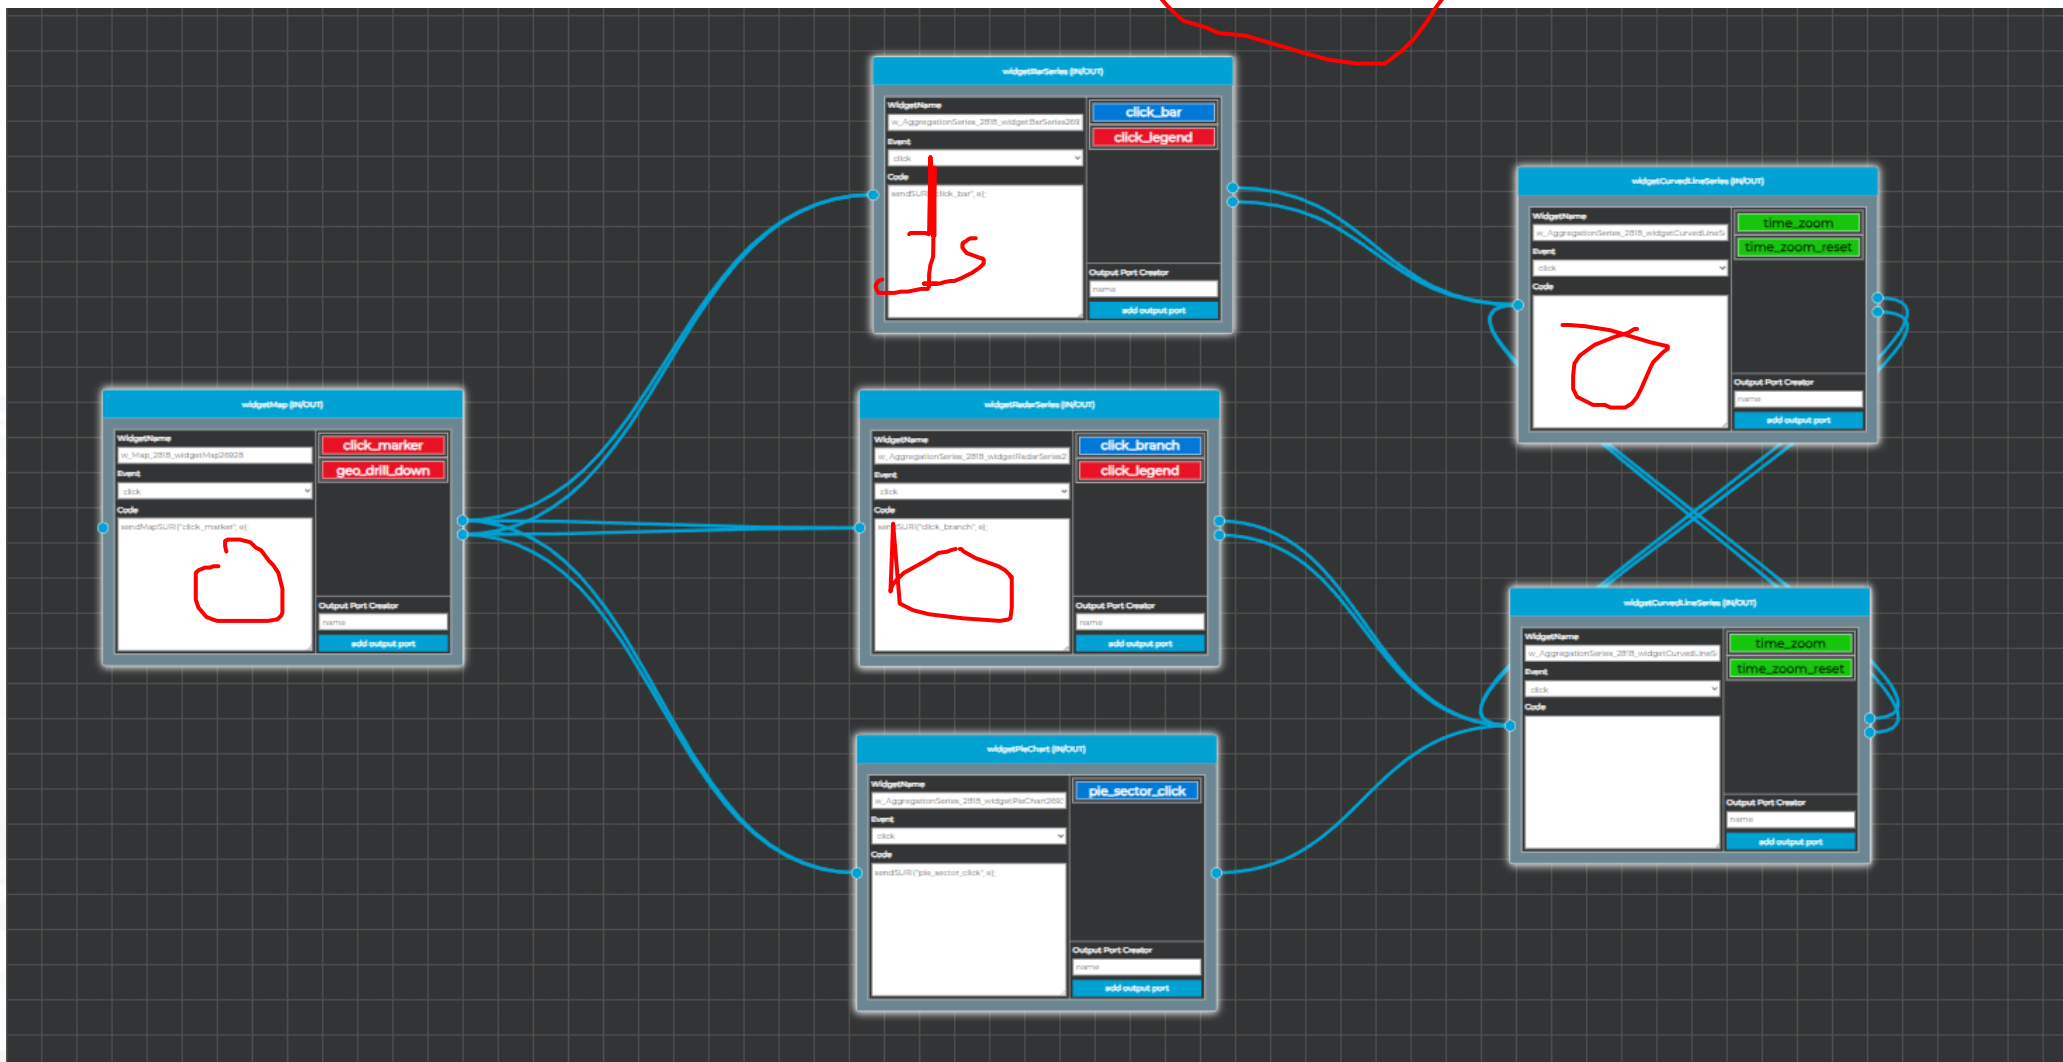 widgetBarSeries (IN/OUT)
WidgetName
w_AggregationSeries_2818_widgetBarSeries269
Event
click
Code
click_bar
click_legend
Output Port Creator
name
add output port
widgetCurvedLineSeries (IN/OUT)
WidgetName
w_AggregationSeries_2818_widgetCurvedLineS
Event
click
Code
time_zoom
time_zoom_reset
Output Port Creator
name
add output port
widgetMap (IN/OUT)
WidgetName
w_Map_2818_widgetMap26928
Event
click
Code
sendMapSURI("click_marker", e);
click_marker
geo_drill_down
Output Port Creator
name
add output port
widgetRadarSeries (IN/OUT)
WidgetName
w_AggregationSeries_2818_widgetRadarSeries2
Event
click
Code
click_branch
click_legend
Output Port Creator
name
add output port
widgetCurvedLineSeries (IN/OUT)
WidgetName
w_AggregationSeries_2818_widgetCurvedLineS
Event
click
Code
time_zoom
time_zoom_reset
Output Port Creator
name
add output port
widgetPieChart (IN/OUT)
WidgetName
w_AggregationSeries_2818_widgetPieChart269
Event
click
Code
sendSURI("pie_sector_click", e);
pie_sector_click
Output Port Creator
name
add output port